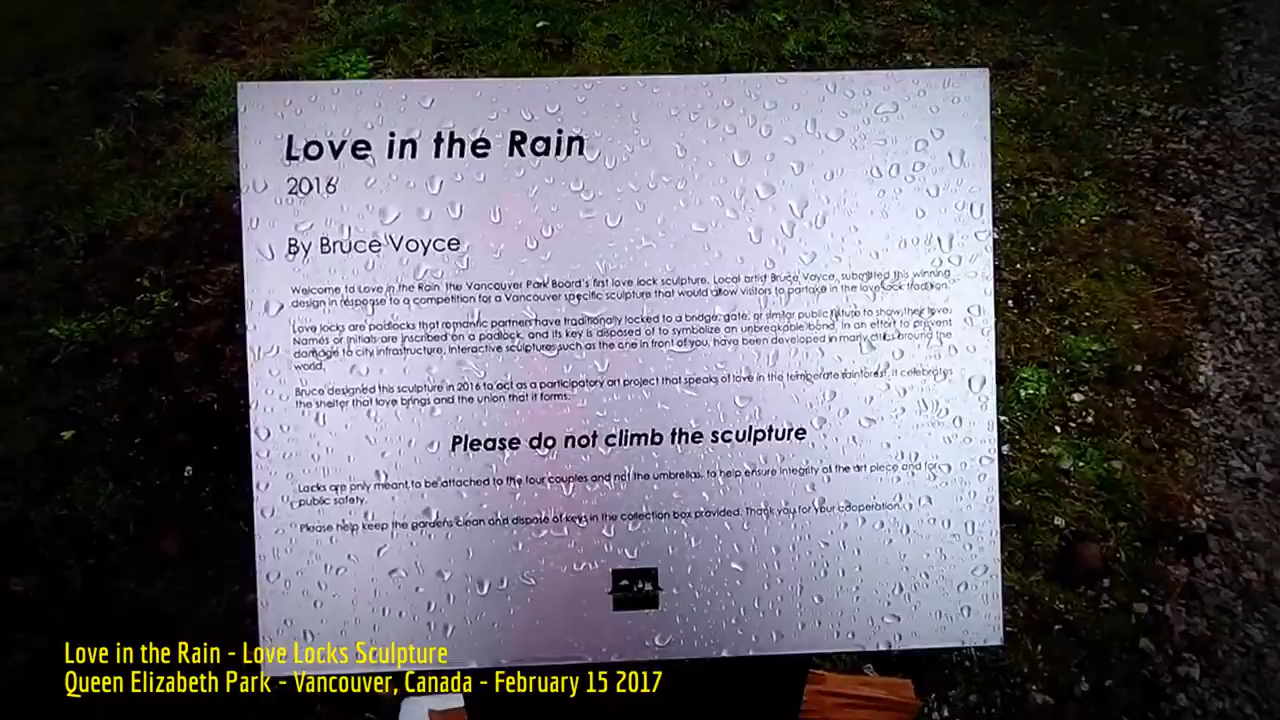 Love in the Rain
2016
By Bruce Voyce
Welcome to Love in the Rain the Vancouver Park Board's first love lock sculpture. Local artist Bruce Voyce, submitted this winning
design in response to a competition for a Vancouver specific sculpture that would allow visitors to partake in the love lock tradition.
Love locks are padlocks that romantic partners have traditionally locked to a bridge, gate, or similar public fixture to show their love.
Names or initials are inscribed on a padlock, and its key is disposed of to symbolize an unbreakable bond. In an effort to prevent
damage to city infrastructure, interactive sculptures such as the one in front of you, have been developed in many cities around the
world.
Bruce designed this sculpture in 2016 to act as a participatory art project that speaks of love in the temperate rainforest. It celebrates
the shelter that love brings and the union that it forms.
Please do not climb the sculpture
Locks are only meant to be attached to the four couples and not the umbrellas, to help ensure integrity of the art piece and for
public safety.
Please help keep the gardens clean and dispose of keys in the collection box provided. Thank you for your cooperation.
Love in the Rain - Love Locks Sculpture
Queen Elizabeth Park - Vancouver, Canada - February 15 2017